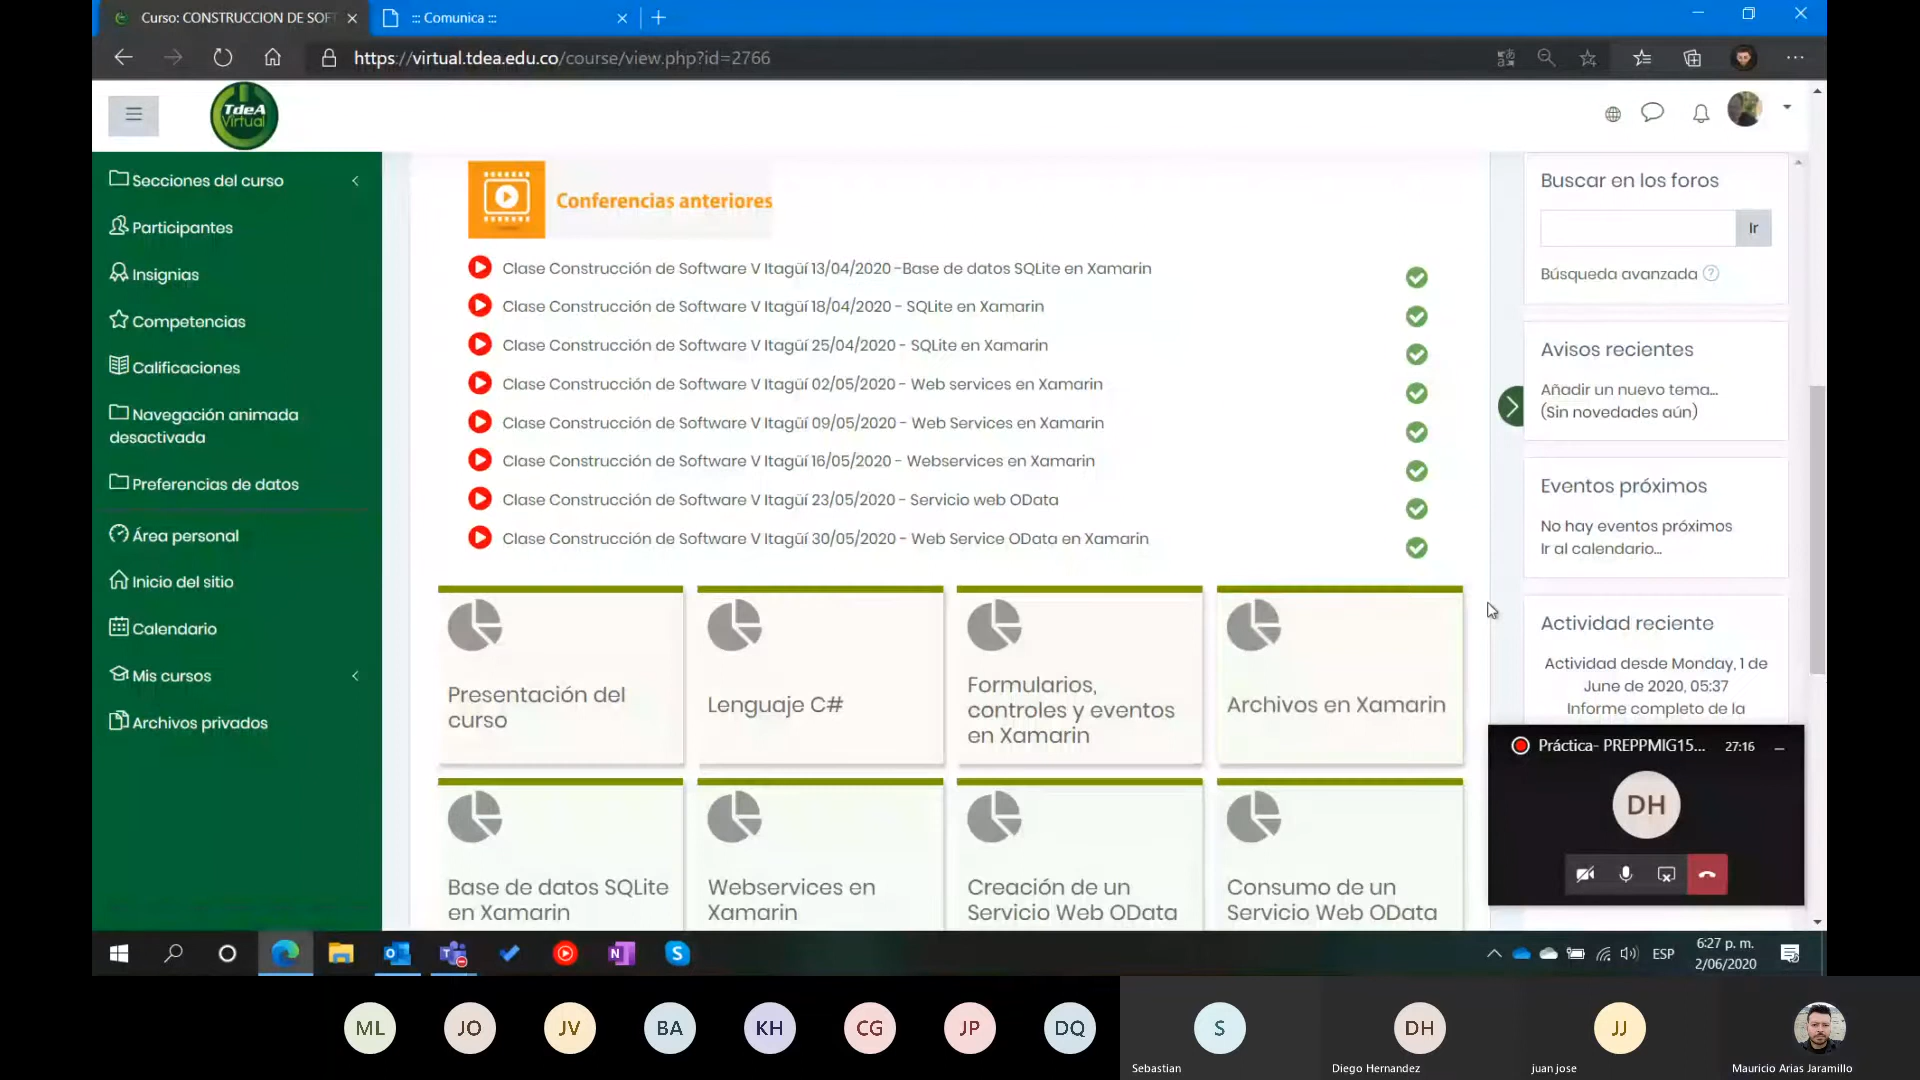 Curso: CONSTRUCCION DE SOF
::: Comunica :::
https://virtual.tdea.edu.co/course/view.php?id=2766
TdeA
Virtual
Secciones del curso
Participantes
Insignias
Competencias
Calificaciones
Navegación animada
desactivada
Preferencias de datos
Área personal
Inicio del sitio
Calendario
Mis cursos
Archivos privados
Conferencias anteriores
Clase Construcción de Software V Itagüí 13/04/2020 -Base de datos SQLite en Xamarin
Clase Construcción de Software V Itagüí 18/04/2020 - SQLite en Xamarin
Clase Construcción de Software V Itagüí 25/04/2020 - SQLite en Xamarin
Clase Construcción de Software V Itagüí 02/05/2020 - Web services en Xamarin
Clase Construcción de Software V Itagüí 09/05/2020 - Web Services en Xamarin
Clase Construcción de Software V Itagüí 16/05/2020 - Webservices en Xamarin
Clase Construcción de Software V Itagüí 23/05/2020 - Servicio web OData
Clase Construcción de Software V Itagüí 30/05/2020 - Web Service OData en Xamarin
Presentación del
curso
Lenguaje C#
Formularios,
controles y eventos
en Xamarin
Archivos en Xamarin
Base de datos SQLite
en Xamarin
Webservices en
Xamarin
Creación de un
Servicio Web OData
Consumo de un
Servicio Web OData
Buscar en los foros
Ir
Búsqueda avanzada ?
Avisos recientes
Añadir un nuevo tema...
(Sin novedades aún)
Eventos próximos
No hay eventos próximos
Ir al calendario...
Actividad reciente
Actividad desde Monday, 1 de
June de 2020, 05:37
Informe completo de la
Práctica- PREPPMIG15... 27:16
DH
ESP
6:27 p. m.
2/06/2020
ML
JO
JV
BA
KH
CG
JP
DQ
S
DH
JJ
Sebastian
Diego Hernandez
juan jose
Mauricio Arias Jaramillo